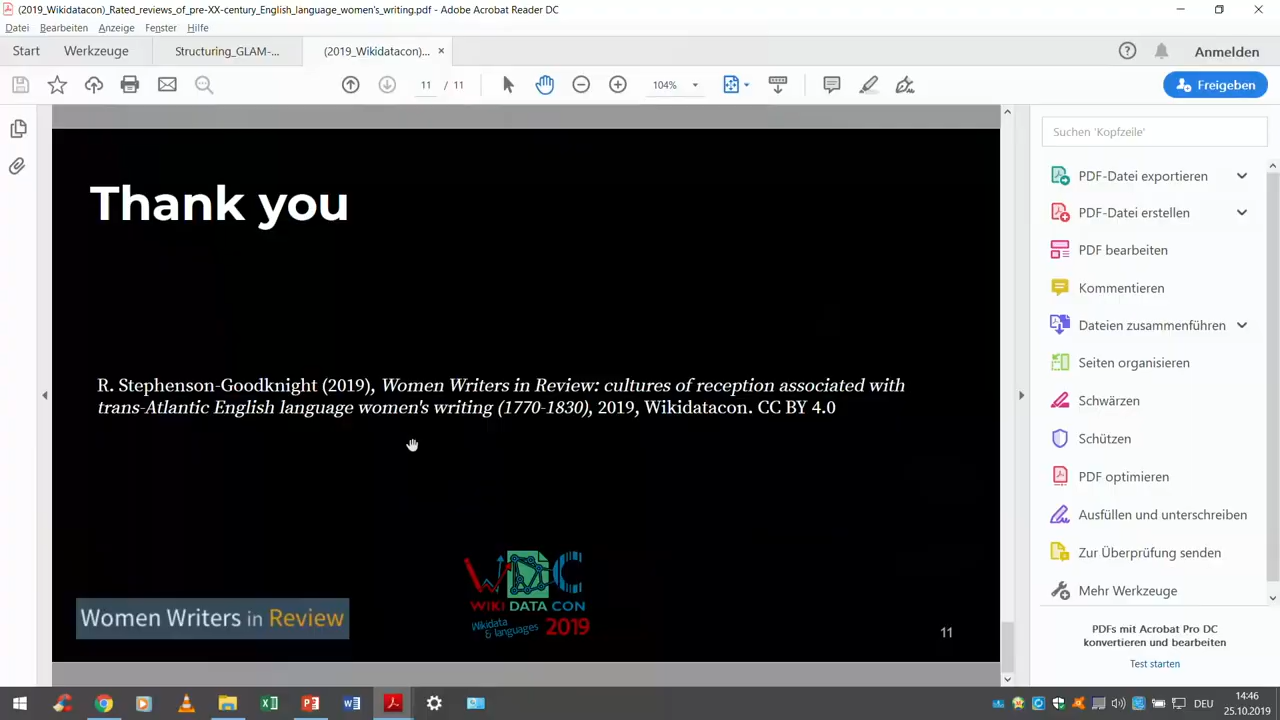 (2019_Wikidatacon)_Rated_reviews_of_pre-XX-century_English_language_women's_writing.pdf - Adobe Acrobat Reader DC
Datei Bearbeiten Anzeige Fenster Hilfe
Start Werkzeuge Structuring_GLAM-... (2019_Wikidatacon)... × Anmelden
11 / 11 104% Freigeben
Suchen 'Kopfzeile'
Thank you
R. Stephenson-Goodknight (2019), Women Writers in Review: cultures of reception associated with
trans-Atlantic English language women's writing (1770-1830), 2019, Wikidatacon. CC BY 4.0
WDC
WIKI DATA CON
Wikidata
& languages 2019
Women Writers in Review
11
PDF-Datei exportieren
PDF-Datei erstellen
PDF bearbeiten
Kommentieren
Dateien zusammenführen
Seiten organisieren
Schwärzen
Schützen
PDF optimieren
Ausfüllen und unterschreiben
Zur Überprüfung senden
Mehr Werkzeuge
PDFs mit Acrobat Pro DC
konvertieren und bearbeiten
Test starten
DEU
14:46
25.10.2019